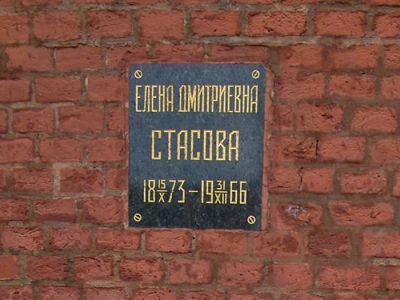 ЕЛЕНА ДМИТРИЕВНА
СТАСОВА
18 15/X 73 – 19 31/XII 66